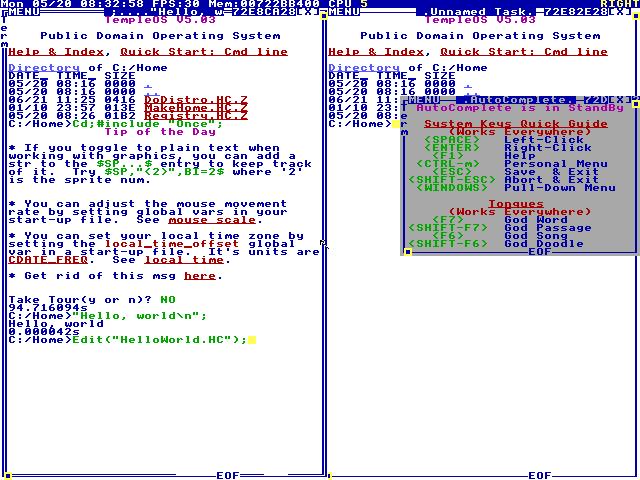 Mon 05/20 08:32:58 FPS:30 Mem:00722BB400 CPU 5 RIGHT
MENU :...."Hello, w=72E8CA28[X]
Term
TempleOS V5.03
Public Domain Operating System
Help & Index, Quick Start: Cmd line
Directory of C:/Home
DATE_ TIME_ SIZE
05/20 08:16 0000 .
05/20 08:16 0000 ..
06/21 11:25 0416 DoDistro.HC.Z
01/10 23:57 013E MakeHome.HC.Z
05/20 08:26 01B2 Registry.HC.Z
C:/Home>Cd;#include "Once";
Tip of the Day
* If you toggle to plain text when
working with graphics, you can add a
str to the $SP...$ entry to keep track
of it.  Try $SP,"<2>",BI=2$ where '2'
is the sprite num.
* You can adjust the mouse movement
rate by setting global vars in your
start-up file.  See mouse scale.
* You can set your local time zone by
setting the local_time_offset global
var in a start-up file.  It's units are
CDATE_FREQ.  See local time.
* Get rid of this msg here.
Take Tour(y or n)? NO
94.716094s
C:/Home>"Hello, world\n";
Hello, world
0.000042s
C:/Home>Edit("HelloWorld.HC");
EOF
MENU Unnamed Task. 72E82E28[X]
TempleOS V5.03
Public Domain Operating System
Help & Index, Quick Start: Cmd line
Directory of C:/Home
DATE_ TIME_ SIZE
05/20 08:16 0000 .
05/20 08:16 0000 ..
06/21 11:
01/10 23:
05/20 08:
C:/Home>
MENU .AutoComplete. 72D [X]
AutoComplete is in StandBy
System Keys Quick Guide
(Works Everywhere)
<SPACE> Left-Click
<ENTER> Right-Click
<F1> Help
<CTRL-m> Personal Menu
<ESC> Save & Exit
<SHIFT-ESC> Abort & Exit
<WINDOWS> Pull-Down Menu
Tongues
(Works Everywhere)
<F7> God Word
<SHIFT-F7> God Passage
<F6> God Song
<SHIFT-F6> God Doodle
EOF
EOF